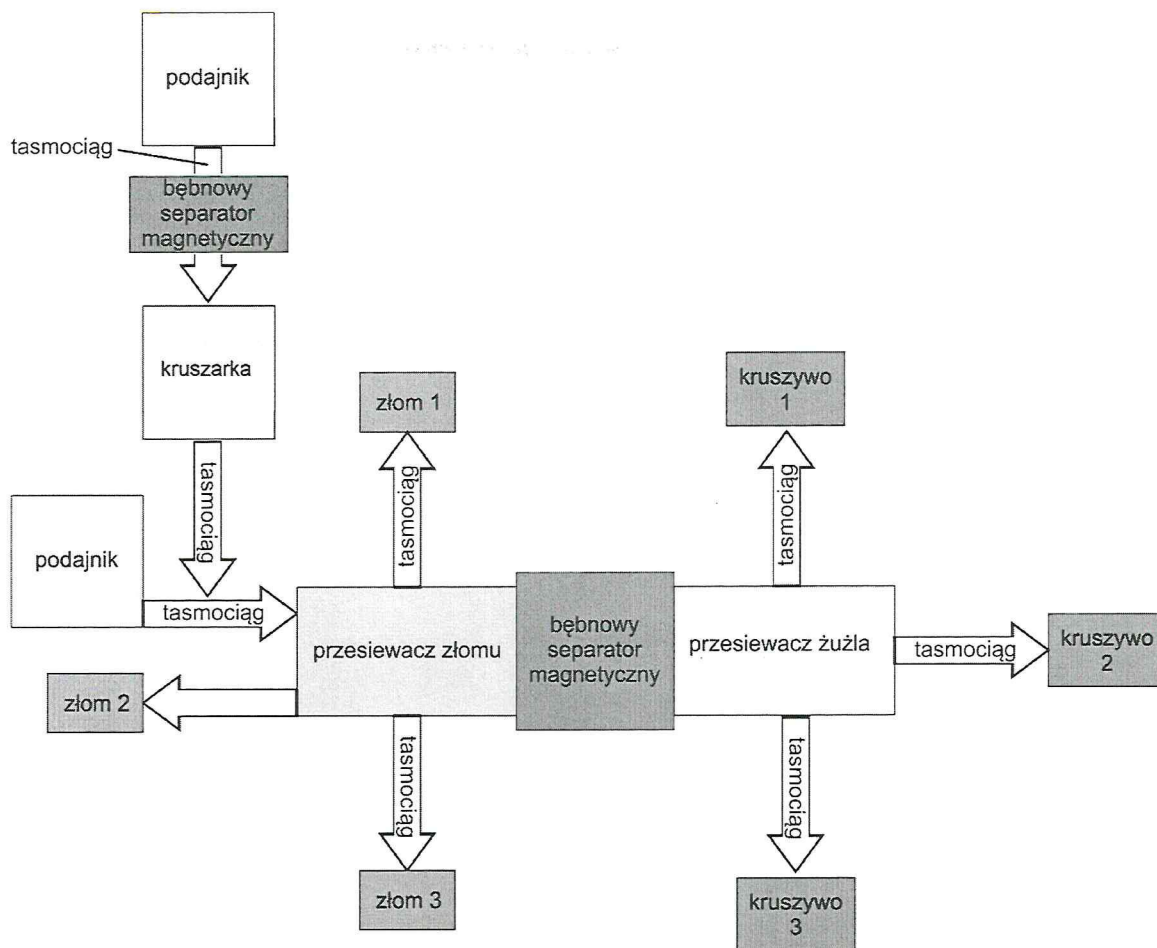 podajnik
tasmociąg
bębnowy
separator
magnetyczny
kruszarka
tasmociąg
podajnik
tasmociąg
złom 1
tasmociąg
kruszywo
1
tasmociąg
przesiewacz złomu
bębnowy
separator
magnetyczny
przesiewacz żużla
tasmociąg
kruszywo
2
złom 2
tasmociąg
złom 3
tasmociąg
kruszywo
3